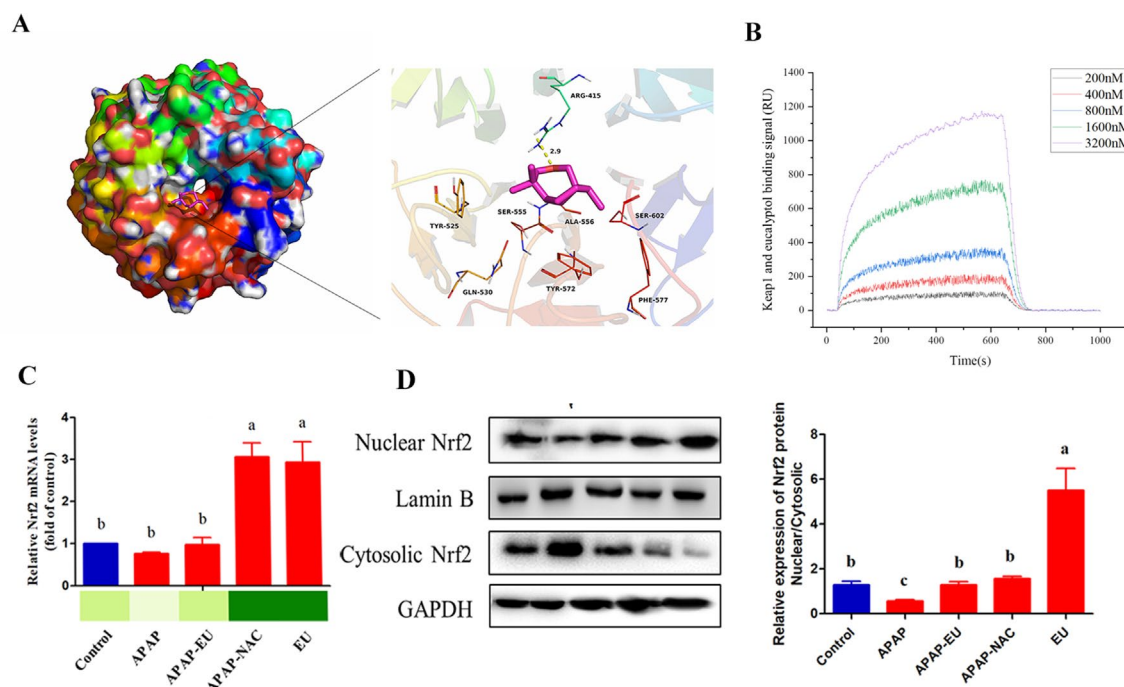 A
ARG-415
2.9
TYR-525
SER-555
ALA-556
SER-602
GLN-530
TYR-572
PHE-577
B
Keap1 and eucalyptol binding signal (RU)
1400
1200
1000
800
600
400
200
0
-200
0
200
400
600
800
1000
Time(s)
200nM
400nM
800nM
1600nM
3200nM
C
Relative Nrf2 mRNA levels
(fold of control)
4
3
2
1
0
b
b
b
a
a
Control
APAP
APAP-EU
APAP-NAC
EU
D
Nuclear Nrf2
Lamin B
Cytosolic Nrf2
GAPDH
Relative expression of Nrf2 protein
Nuclear/Cytosolic
8
6
4
2
0
b
c
b
b
a
Control
APAP
APAP-EU
APAP-NAC
EU